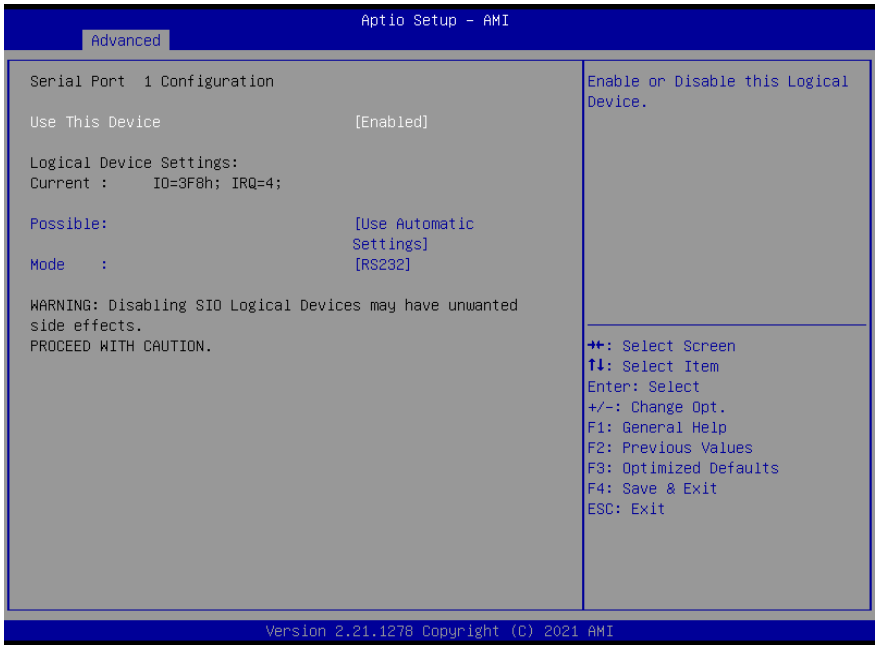 Aptio Setup – AMI
Advanced
Serial Port  1 Configuration
Use This Device [Enabled]
Logical Device Settings:
Current : IO=3F8h; IRQ=4;
Possible: [Use Automatic
Settings]
Mode : [RS232]
WARNING: Disabling SIO Logical Devices may have unwanted
side effects.
PROCEED WITH CAUTION.
Enable or Disable this Logical
Device.
→←: Select Screen
↑↓: Select Item
Enter: Select
+/-: Change Opt.
F1: General Help
F2: Previous Values
F3: Optimized Defaults
F4: Save & Exit
ESC: Exit
Version 2.21.1278 Copyright (C) 2021 AMI